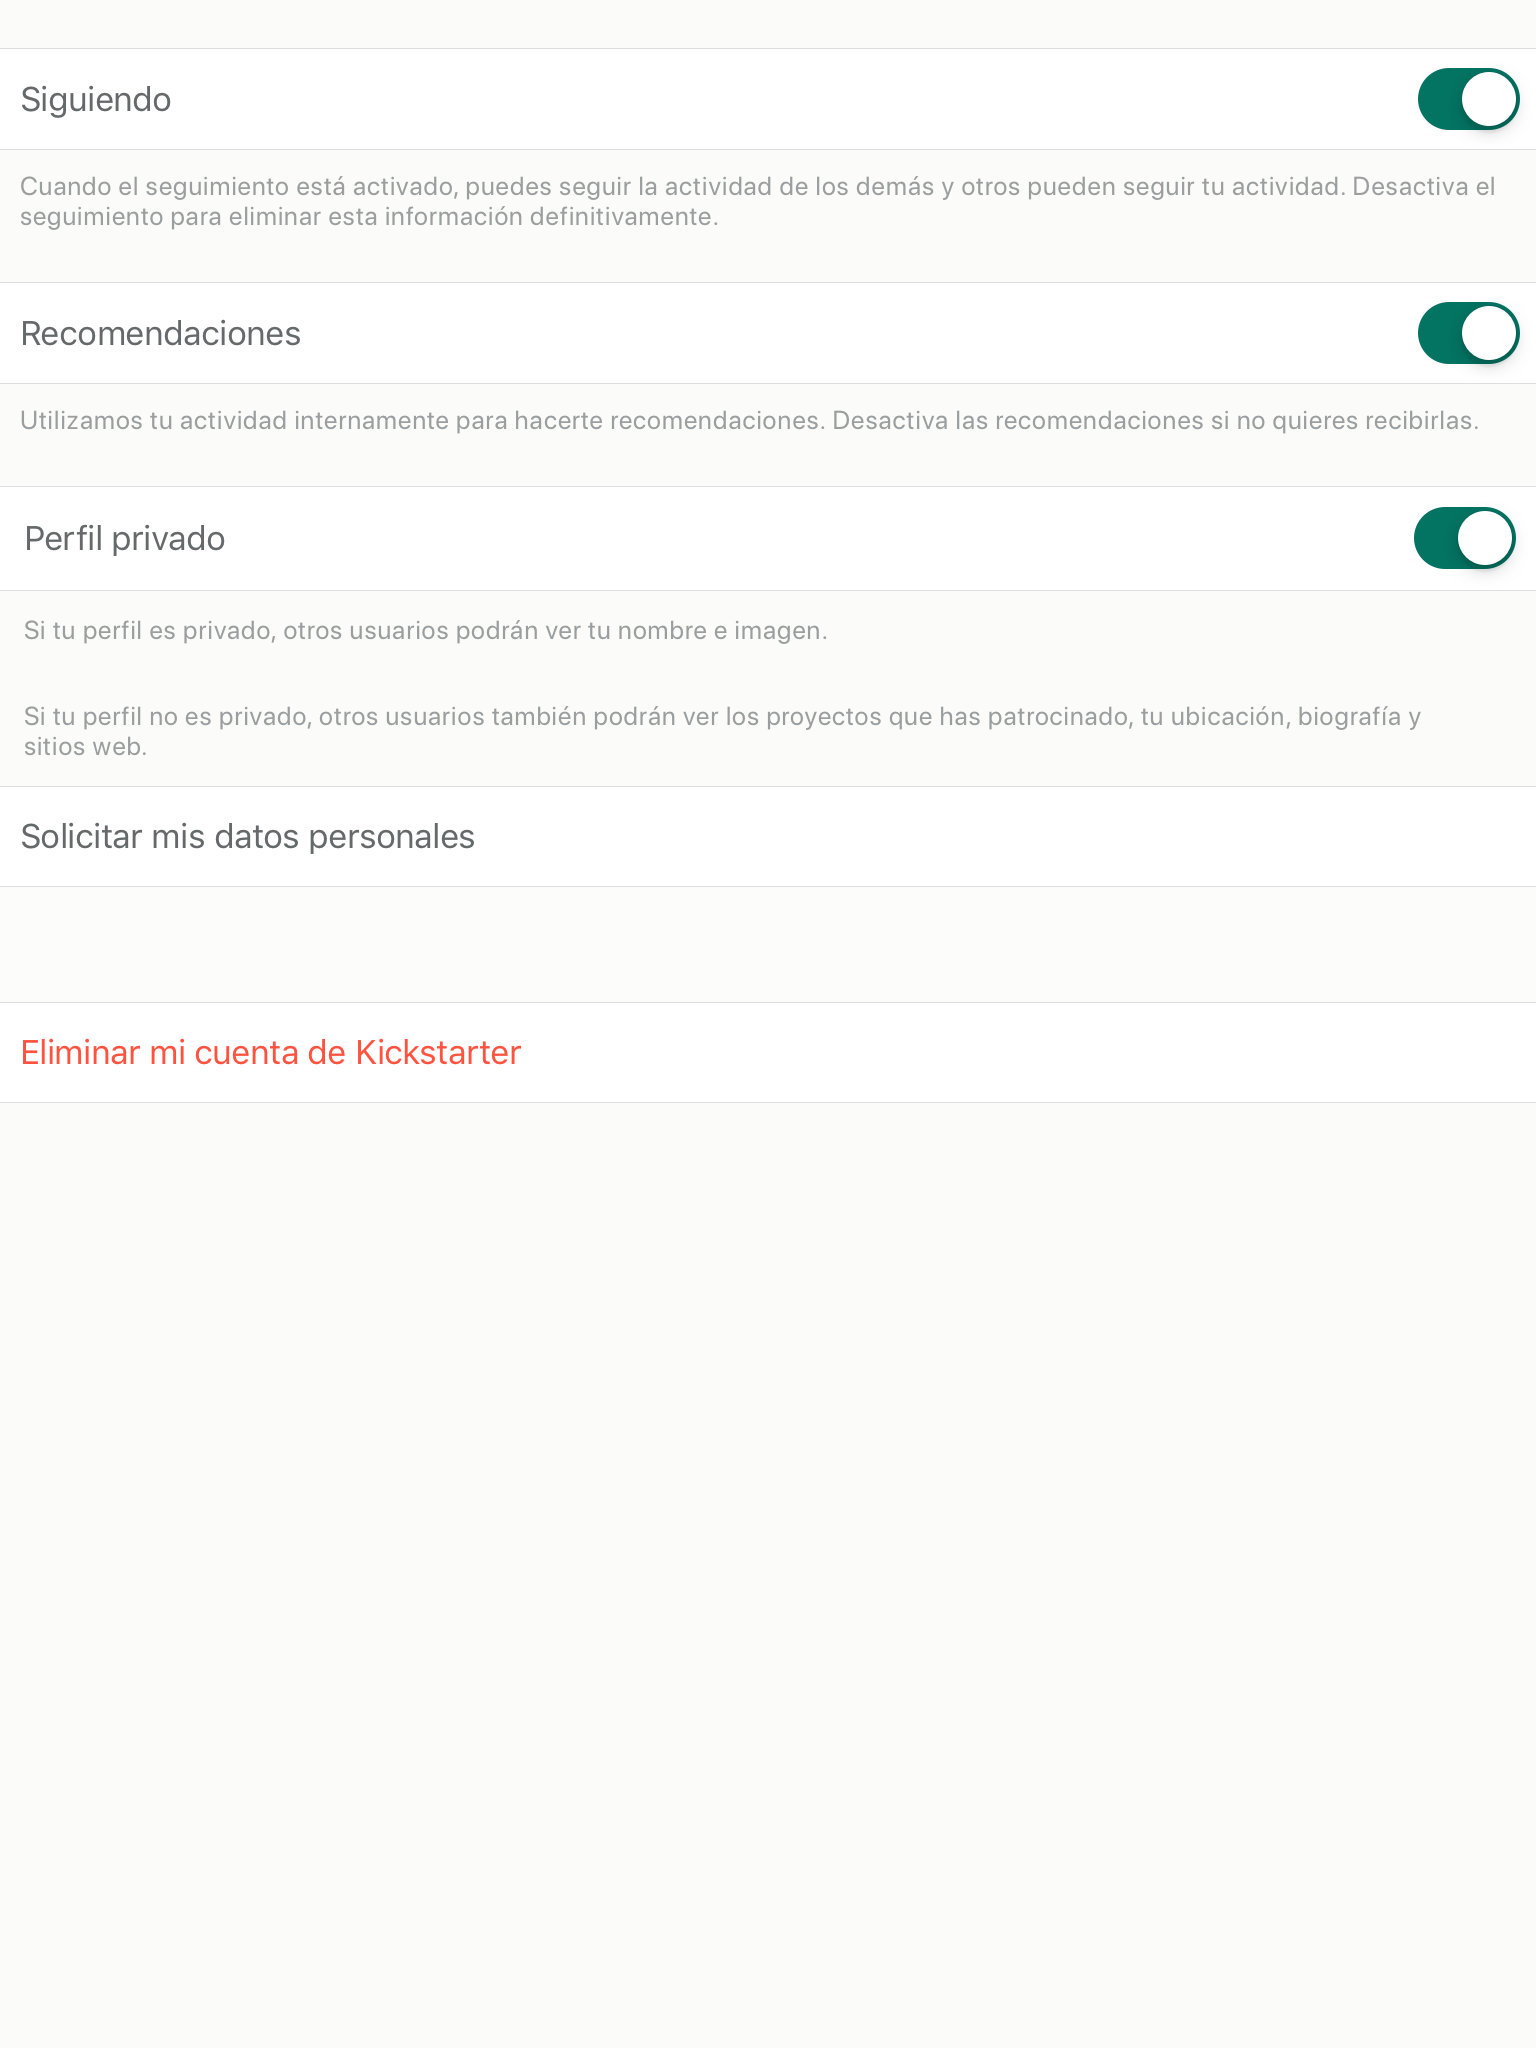 Siguiendo
Cuando el seguimiento está activado, puedes seguir la actividad de los demás y otros pueden seguir tu actividad. Desactiva el
seguimiento para eliminar esta información definitivamente.
Recomendaciones
Utilizamos tu actividad internamente para hacerte recomendaciones. Desactiva las recomendaciones si no quieres recibirlas.
Perfil privado
Si tu perfil es privado, otros usuarios podrán ver tu nombre e imagen.
Si tu perfil no es privado, otros usuarios también podrán ver los proyectos que has patrocinado, tu ubicación, biografía y
sitios web.
Solicitar mis datos personales
Eliminar mi cuenta de Kickstarter